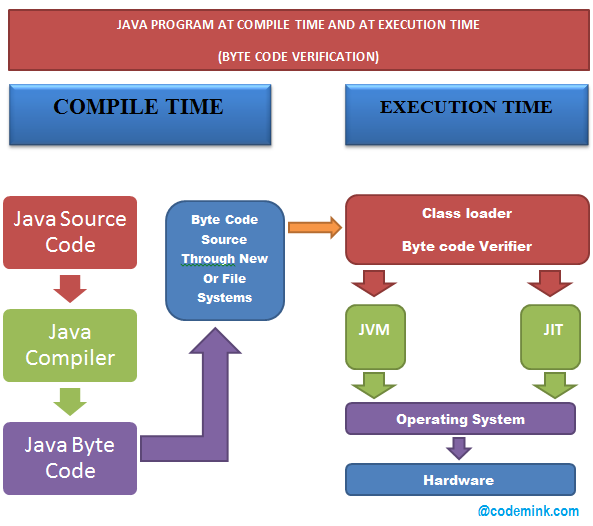 JAVA PROGRAM AT COMPILE TIME AND AT EXECUTION TIME
(BYTE CODE VERIFICATION)
COMPILE TIME
EXECUTION TIME
Java Source
Code
Java
Compiler
Java Byte
Code
Byte Code
Source
Through New
Or File
Systems
Class loader
Byte code Verifier
JVM
JIT
Operating System
Hardware
@codemink.com